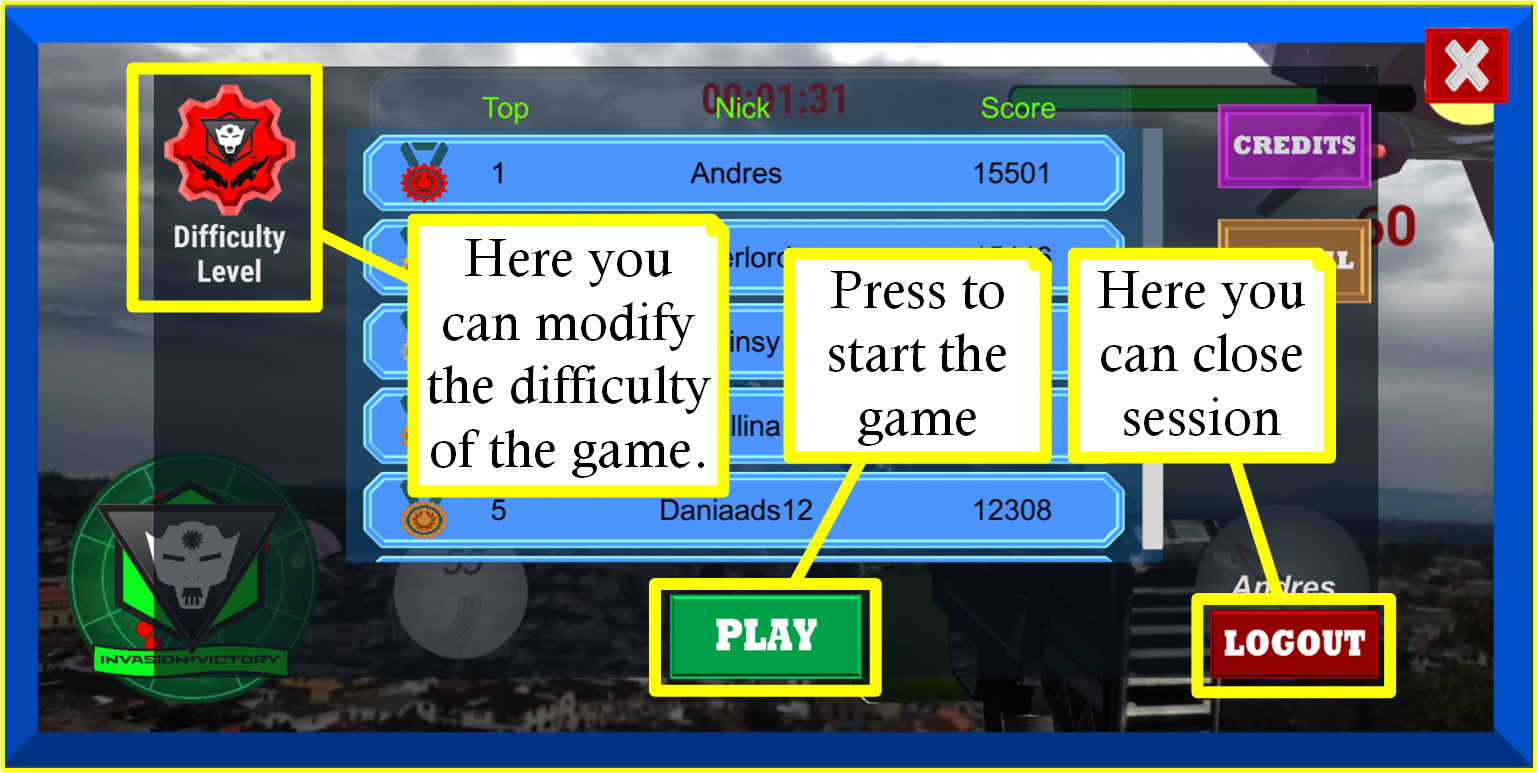 00:01:31
Top Nick Score
1 Andres 15501
CREDITS
60
Difficulty
Level
Here you
can modify
the difficulty
of the game.
Press to
start the
game
Here you
can close
session
5 Daniaads12 12308
55
Andres
INVASION VICTORY
PLAY
LOGOUT